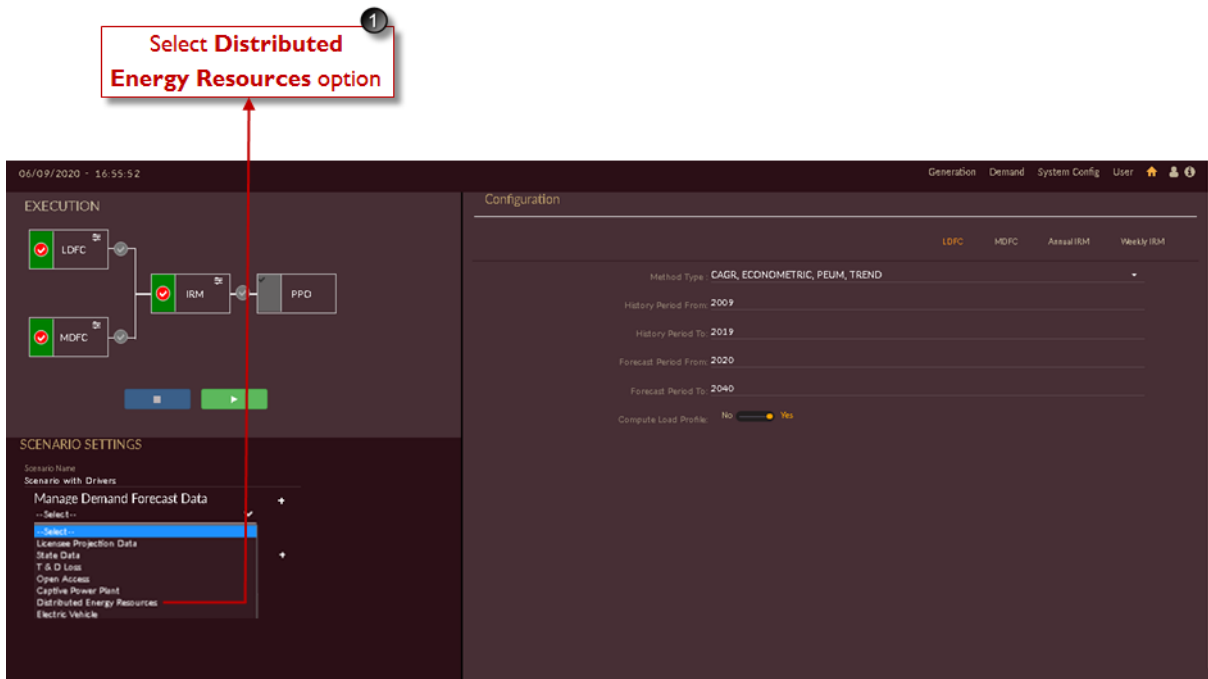 1
Select Distributed
Energy Resources option
06/09/2020 - 16:55:52
Generation Demand System Config User
EXECUTION
LDFC
IRM
PPO
MDFC
Configuration
LDFC MDFC Annual IRM Weekly IRM
Method Type : CAGR, ECONOMETRIC, PEUM, TREND
History Period From: 2009
History Period To: 2019
Forecast Period From: 2020
Forecast Period To: 2040
Compute Load Profile: No Yes
SCENARIO SETTINGS
Scenario Name
Scenario with Drivers
Manage Demand Forecast Data +
--Select--
--Select--
Licensee Projection Data
State Data +
T & D Loss
Open Access
Captive Power Plant
Distributed Energy Resources
Electric Vehicle